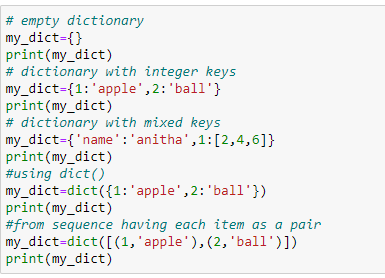 # empty dictionary
my_dict={}
print(my_dict)
# dictionary with integer keys
my_dict={1:'apple',2:'ball'}
print(my_dict)
# dictionary with mixed keys
my_dict={'name':'anitha',1:[2,4,6]}
print(my_dict)
#using dict()
my_dict=dict({1:'apple',2:'ball'})
print(my_dict)
#from sequence having each item as a pair
my_dict=dict([(1,'apple'),(2,'ball')])
print(my_dict)